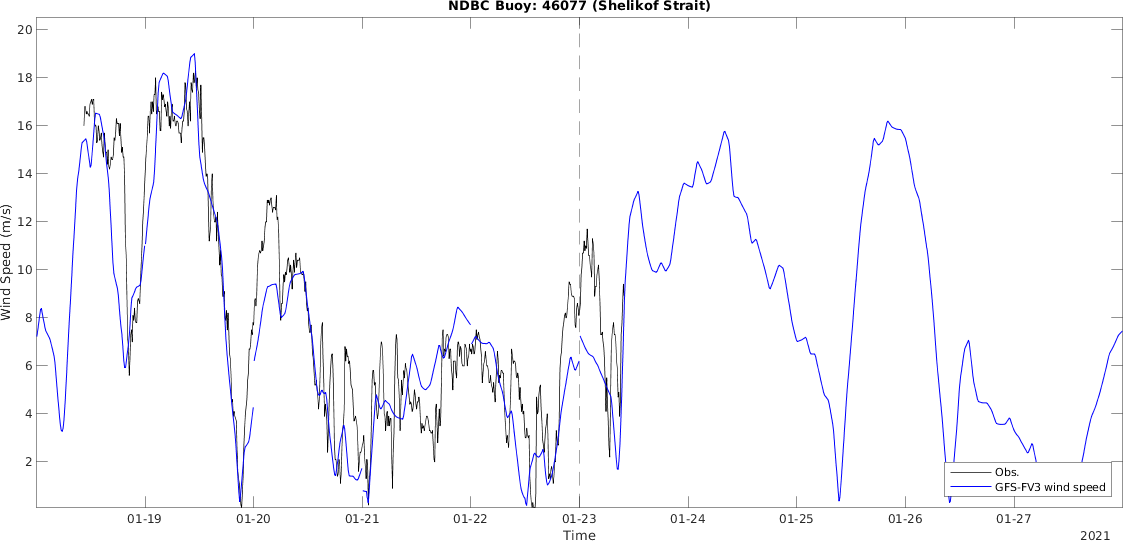 NDBC Buoy: 46077 (Shelikof Strait)
20
18
16
14
12
10
8
6
4
2
Wind Speed (m/s)
Obs.
GFS-FV3 wind speed
01-19 01-20 01-21 01-22 01-23 01-24 01-25 01-26 01-27
Time
2021